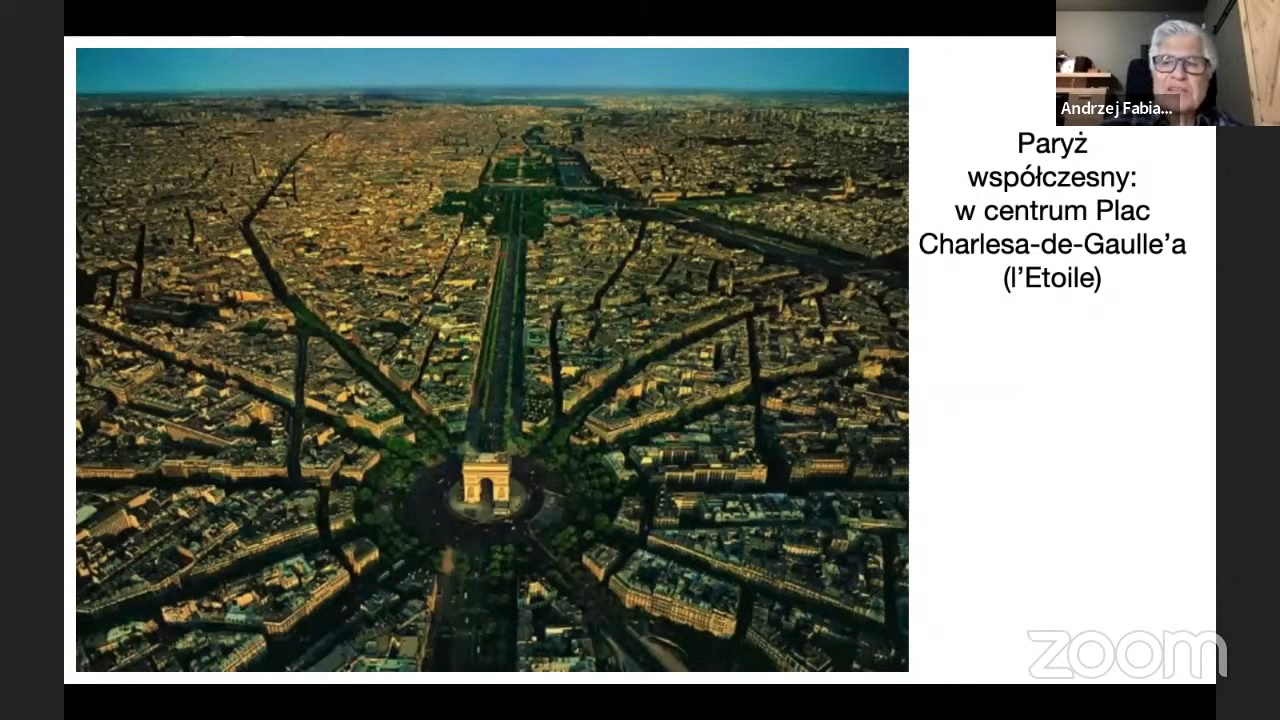 Andrzej Fabia...
Paryż
współczesny:
w centrum Plac
Charlesa-de-Gaulle’a
(l’Etoile)
zoom